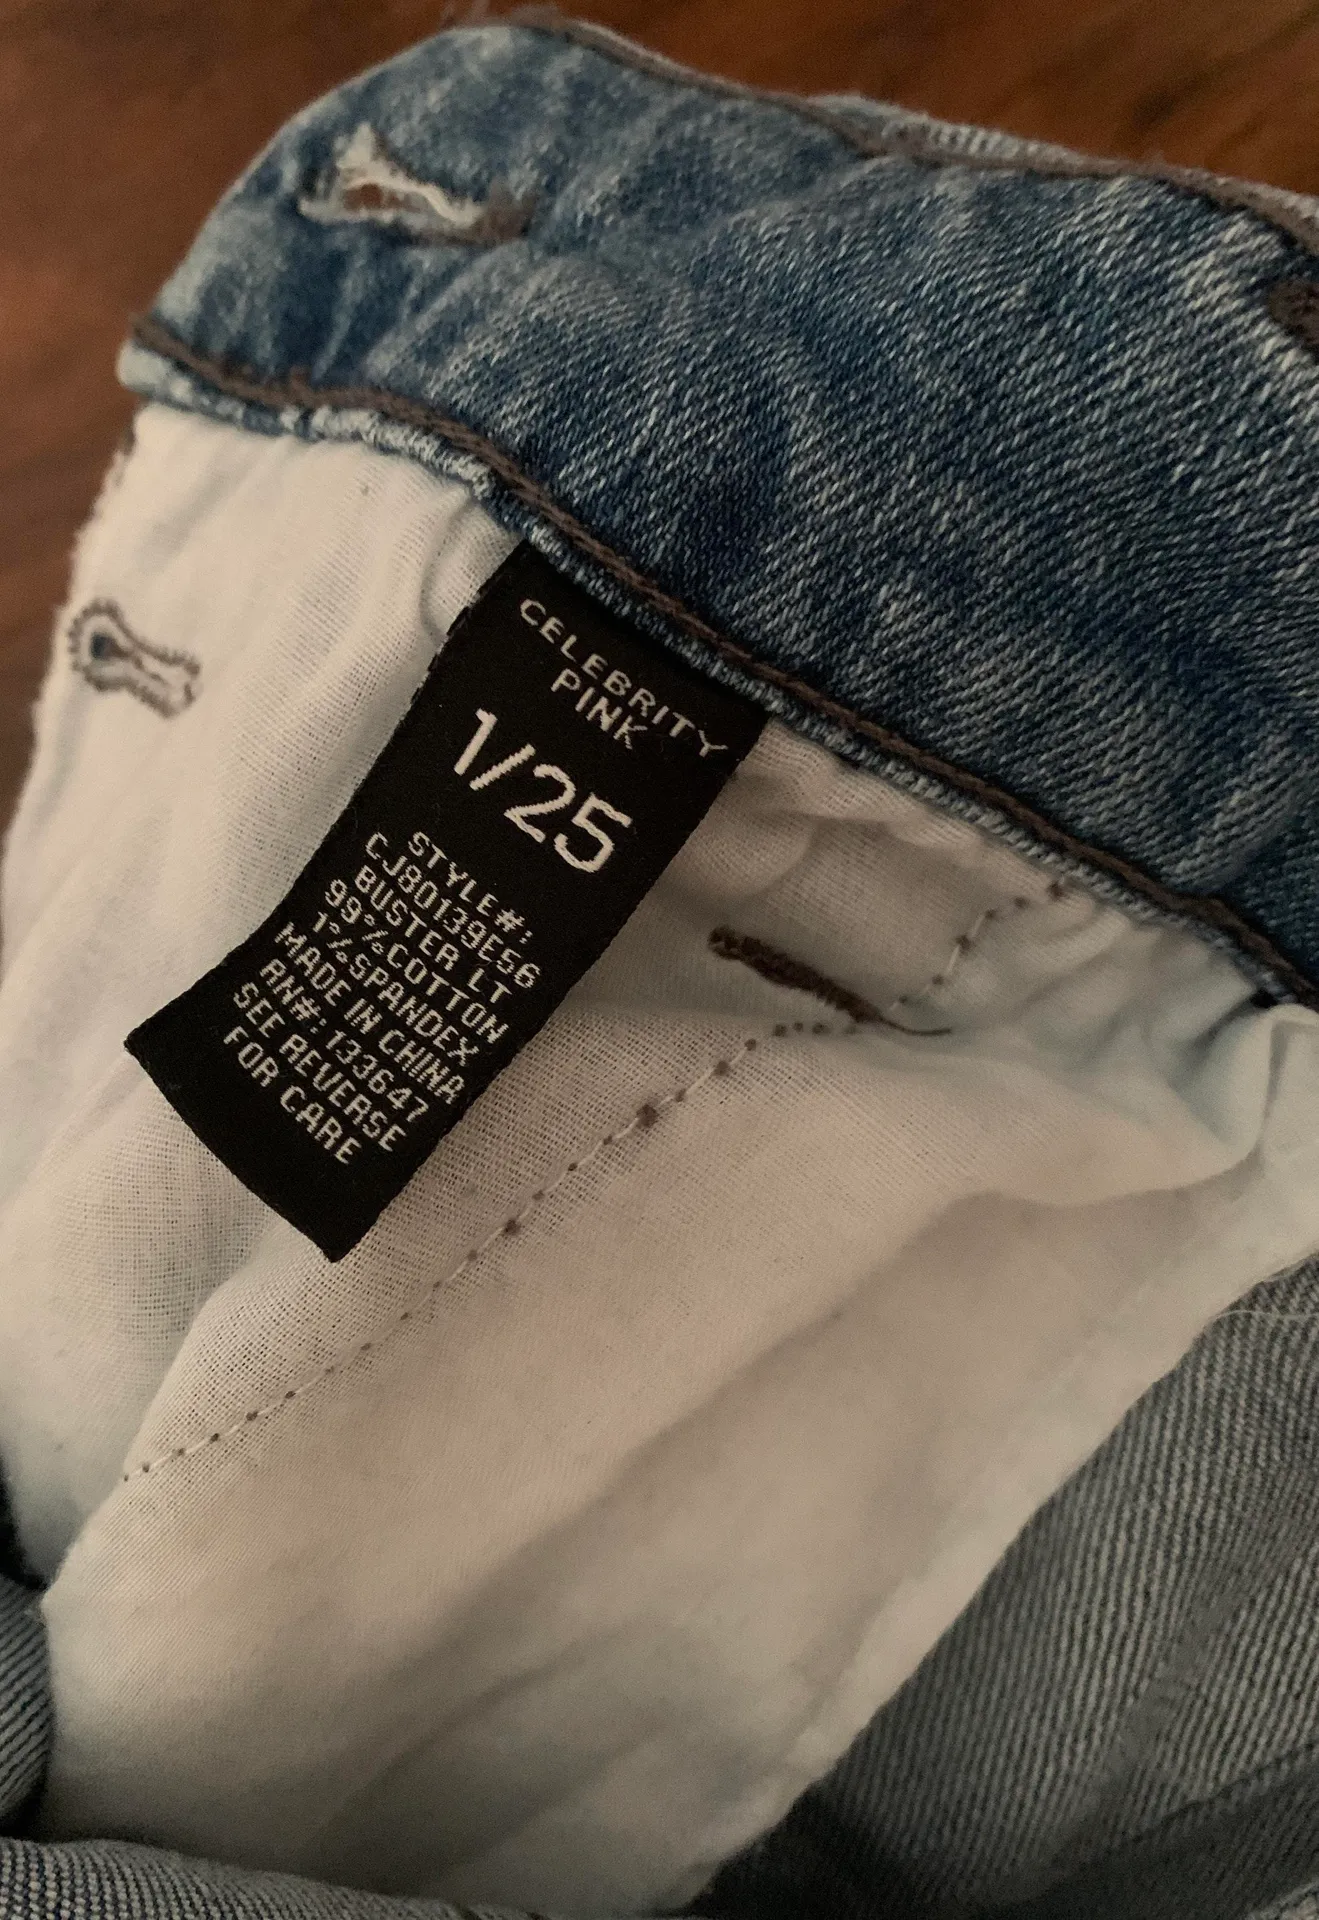 CELEBRITY
PINK
1/25
STYLE#:
CJ80139E56
BUSTER LT
99%COTTON
1%SPANDEX
MADE IN CHINA
RN#:133647
SEE REVERSE
FOR CARE